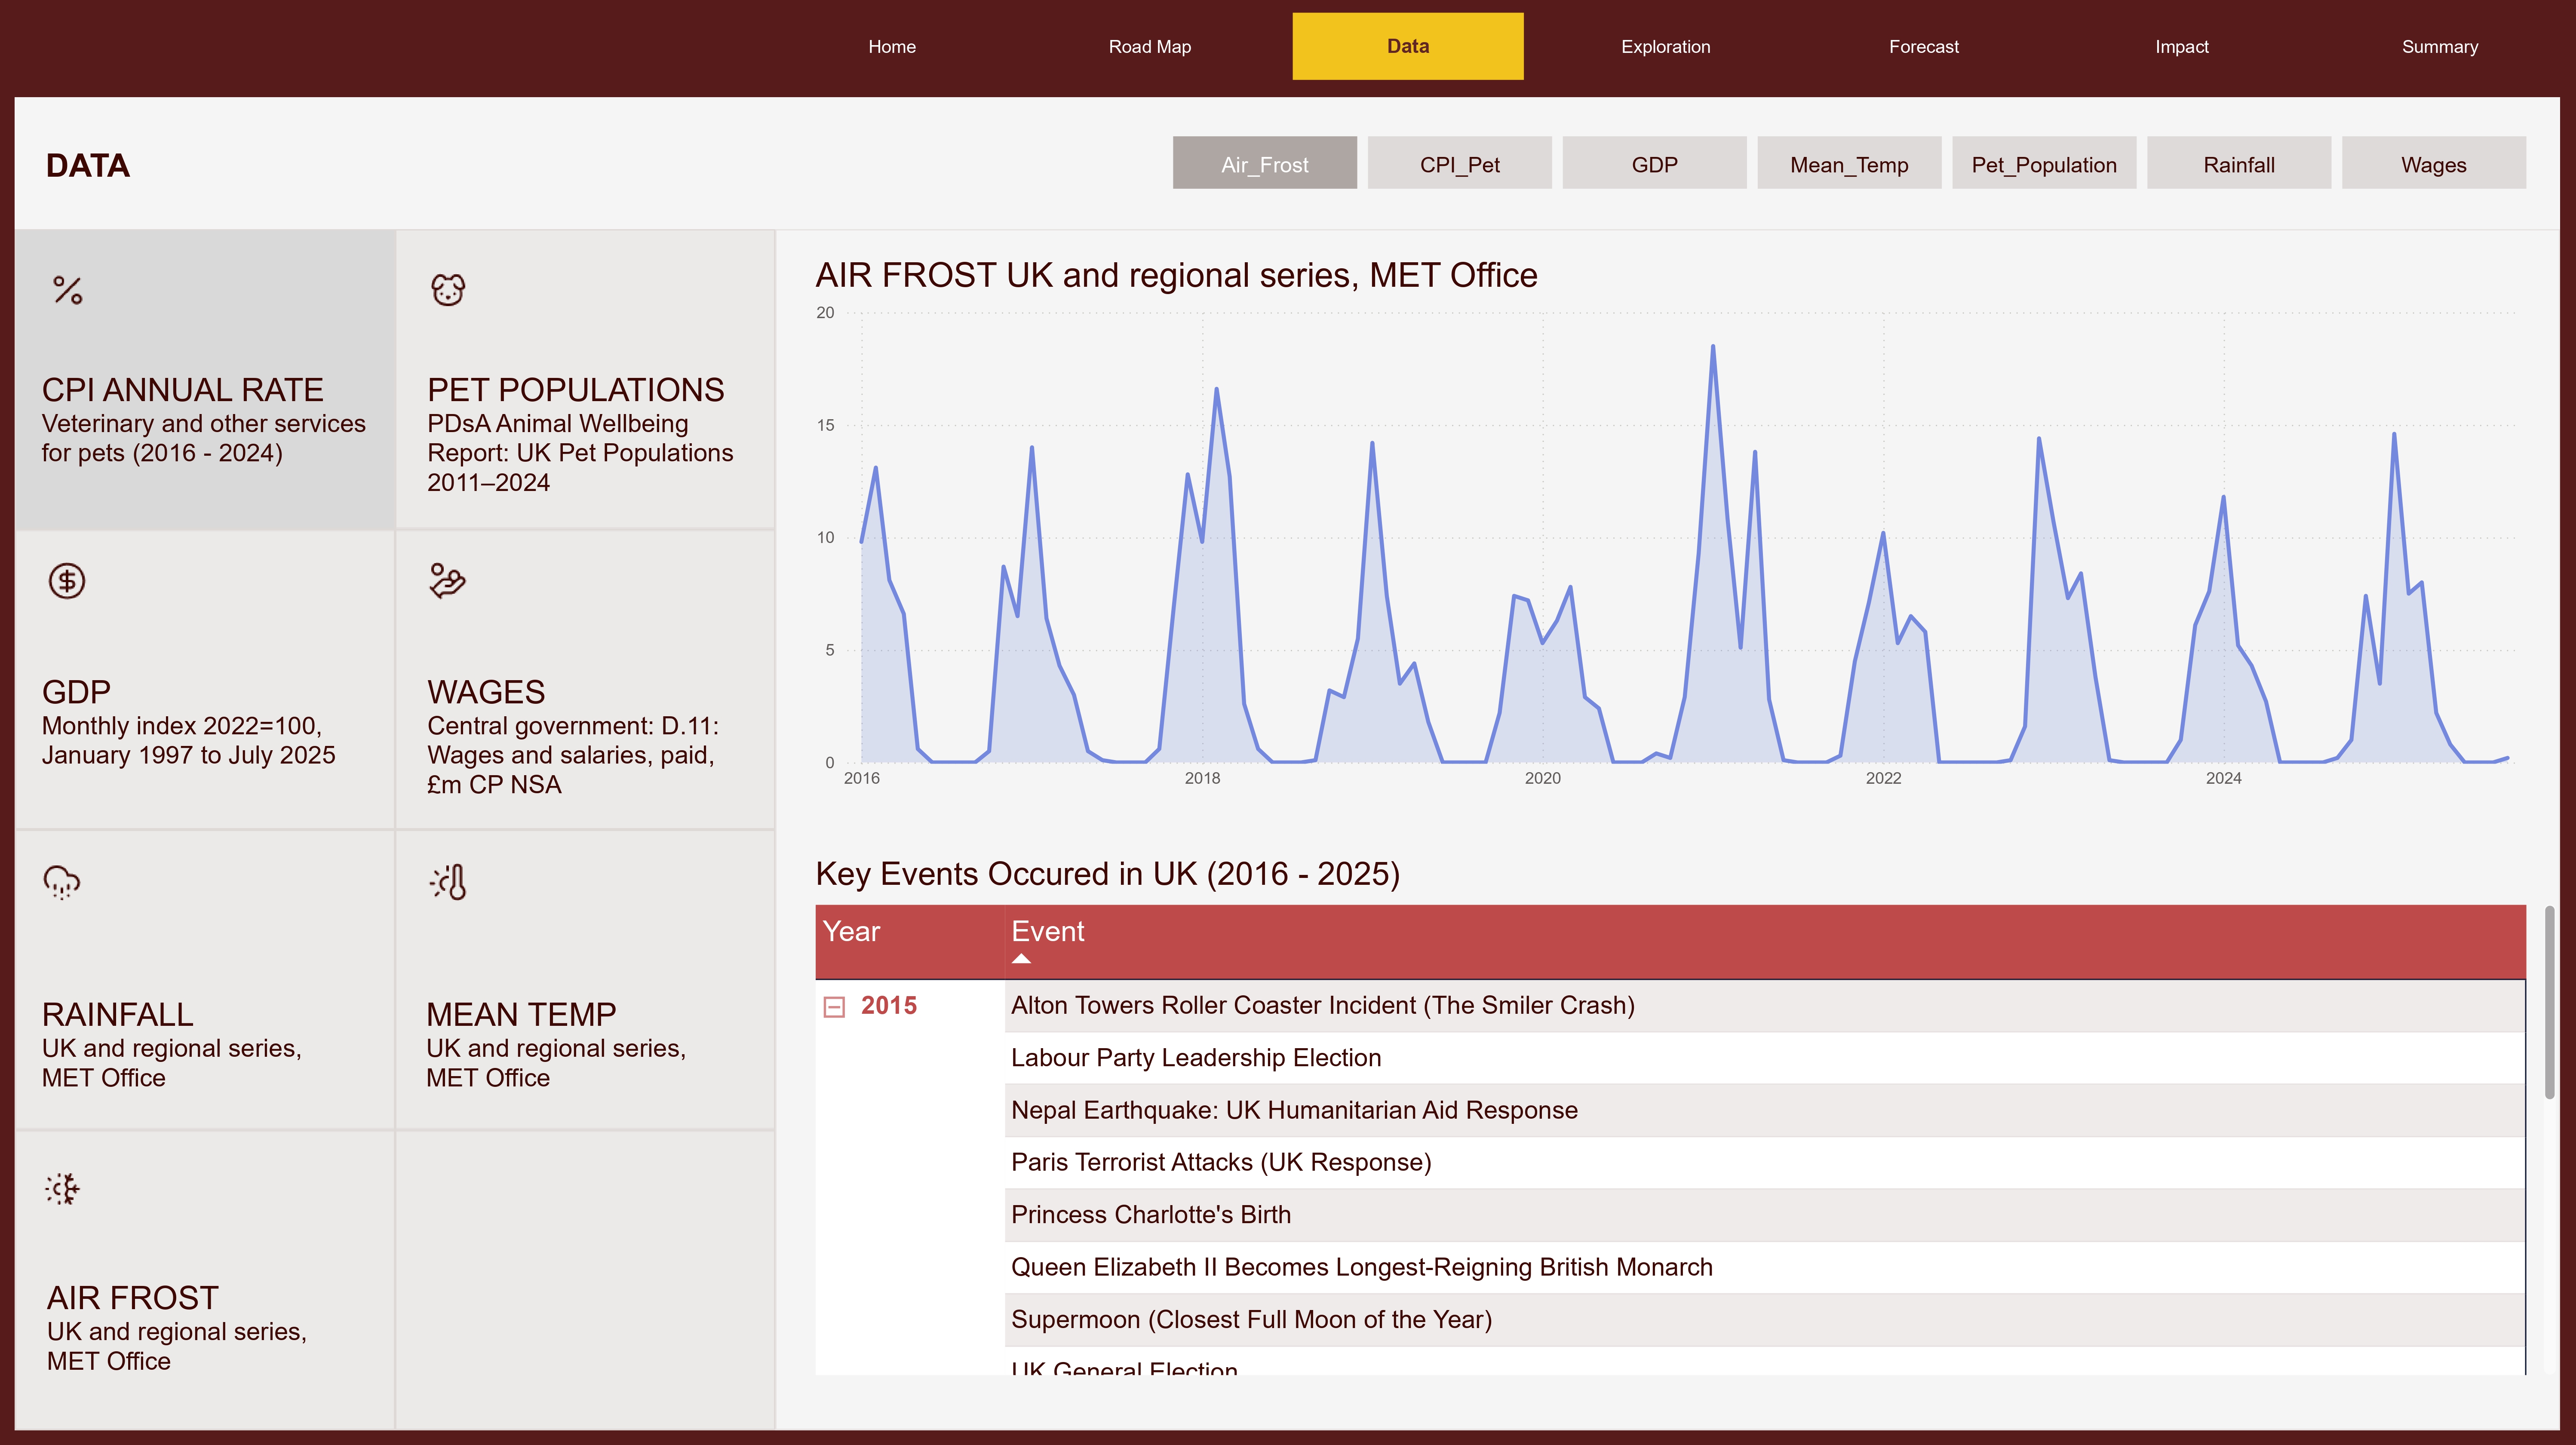 Home
Road Map
Data
Exploration
Forecast
Impact
Summary
DATA
Air_Frost
CPI_Pet
GDP
Mean_Temp
Pet_Population
Rainfall
Wages
CPI ANNUAL RATE
Veterinary and other services
for pets (2016 - 2024)
PET POPULATIONS
PDsA Animal Wellbeing
Report: UK Pet Populations
2011–2024
GDP
Monthly index 2022=100,
January 1997 to July 2025
WAGES
Central government: D.11:
Wages and salaries, paid,
£m CP NSA
RAINFALL
UK and regional series,
MET Office
MEAN TEMP
UK and regional series,
MET Office
AIR FROST
UK and regional series,
MET Office
AIR FROST UK and regional series, MET Office
20
15
10
5
0
2016
2018
2020
2022
2024
Key Events Occured in UK (2016 - 2025)
Year
Event
2015
Alton Towers Roller Coaster Incident (The Smiler Crash)
Labour Party Leadership Election
Nepal Earthquake: UK Humanitarian Aid Response
Paris Terrorist Attacks (UK Response)
Princess Charlotte's Birth
Queen Elizabeth II Becomes Longest-Reigning British Monarch
Supermoon (Closest Full Moon of the Year)
UK General Election